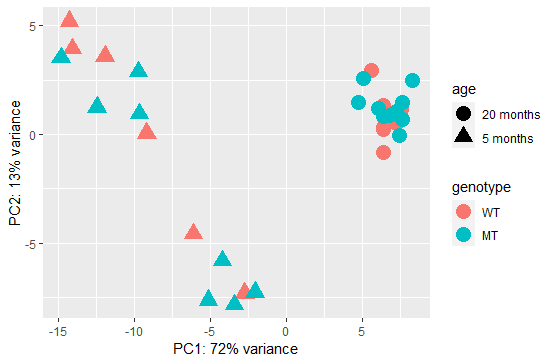 5
0
-5
-15
-10
-5
0
5
PC1: 72% variance
PC2: 13% variance
age
20 months
5 months
genotype
WT
MT